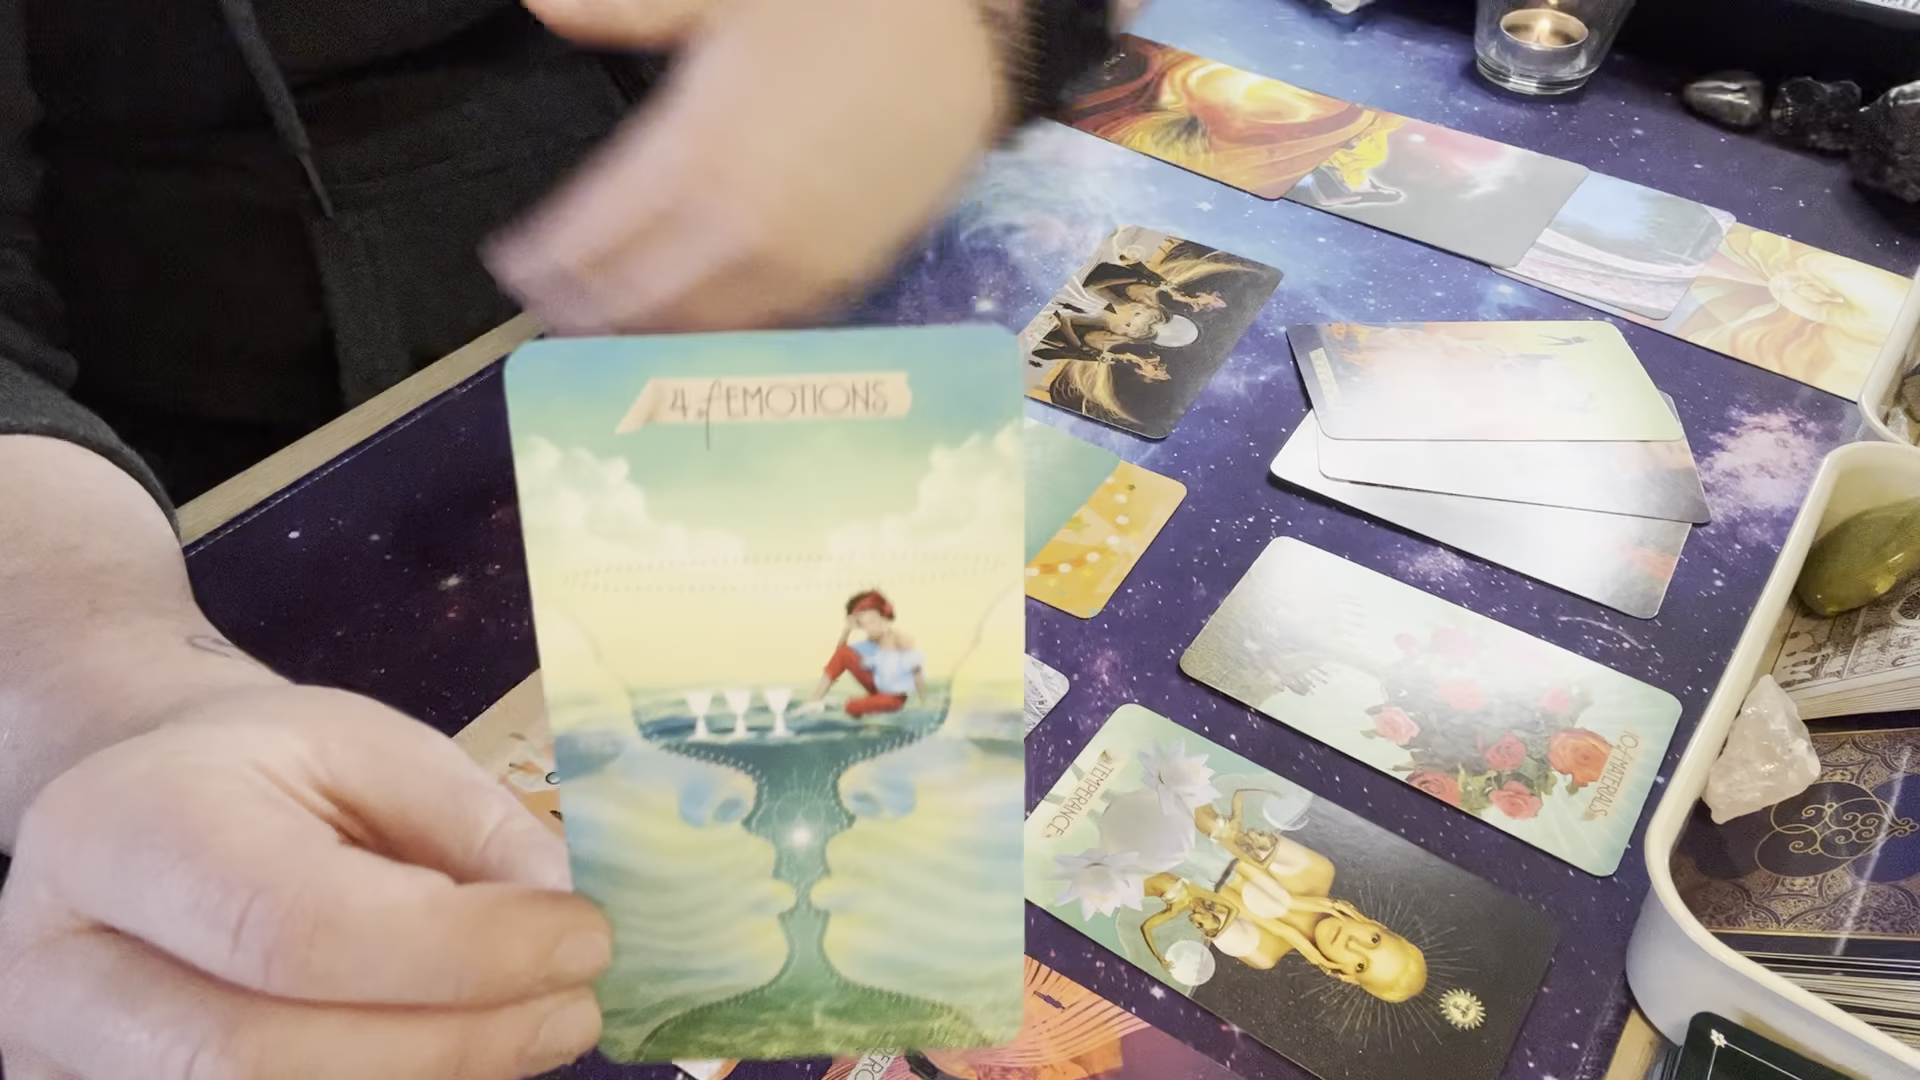 4 of EMOTIONS
10 of MATERIALS
TEMPERANCE